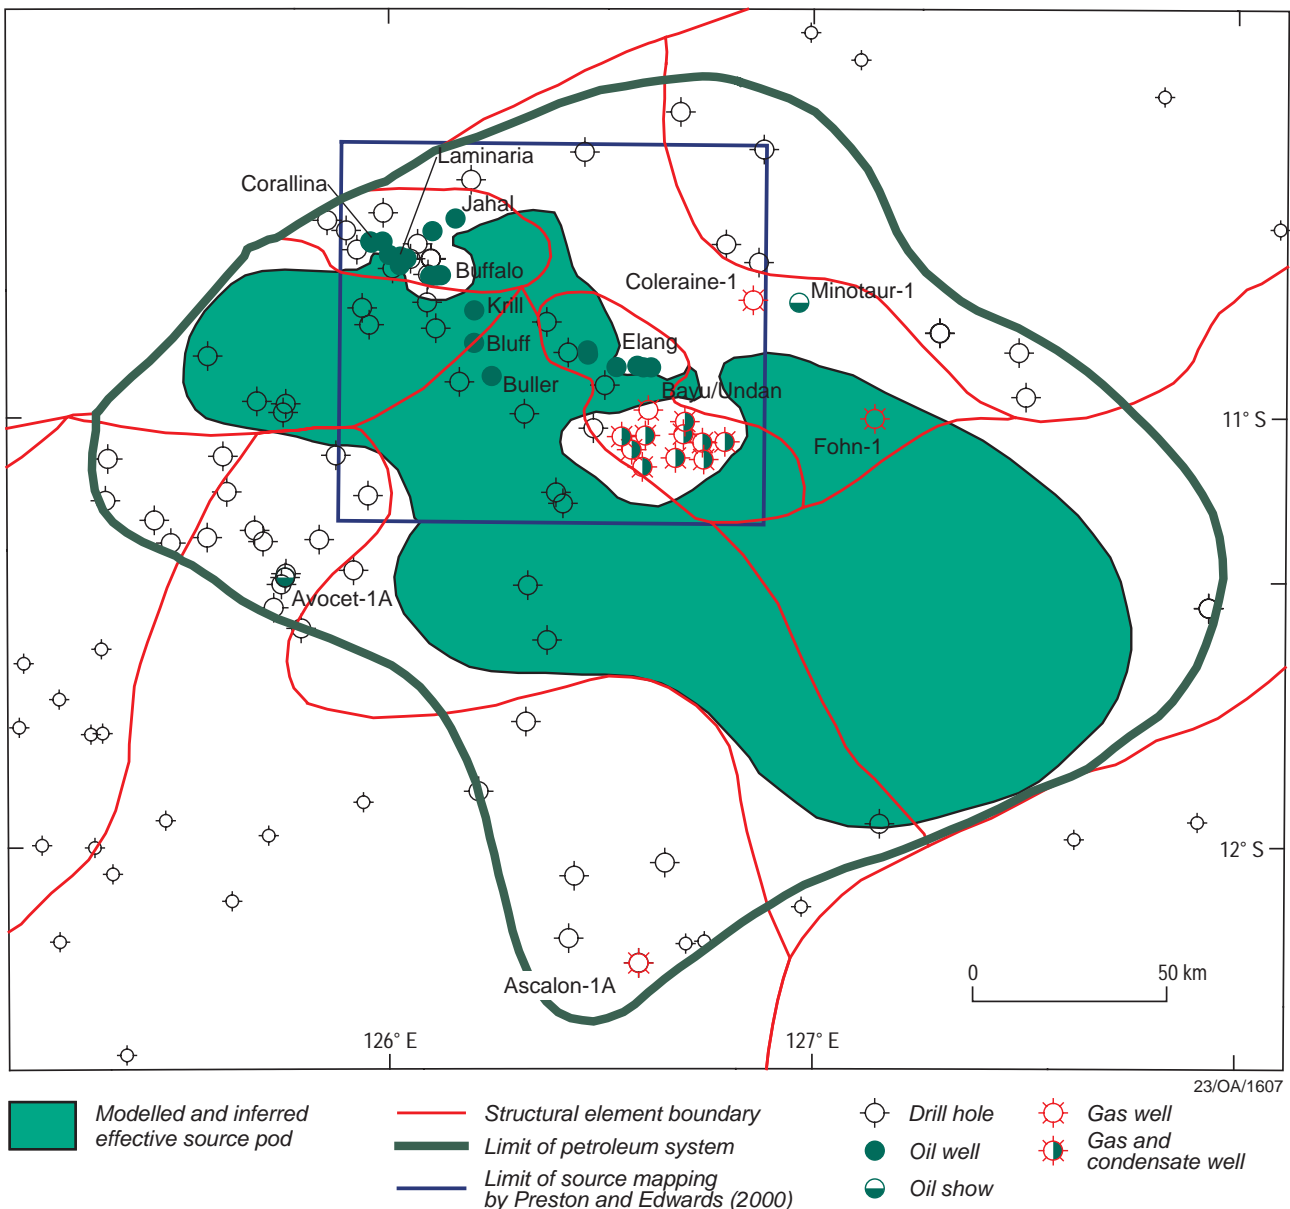 Laminaria
Corallina
Jahal
Buffalo
Coleraine-1
Minotaur-1
Krill
Elang
Bluff
Buller
Bayu/Undan
11° S
Fohn-1
Avocet-1A
12° S
Ascalon-1A
0 50 km
126° E
127° E
23/OA/1607
Modelled and inferred
effective source pod
Structural element boundary
Limit of petroleum system
Limit of source mapping
by Preston and Edwards (2000)
Drill hole
Oil well
Oil show
Gas well
Gas and
condensate well